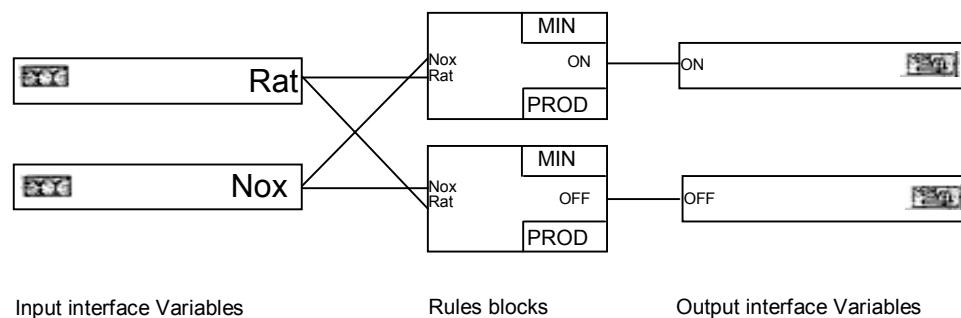 MIN
Nox
Rat
ON
PROD
ON
Rat
Nox
MIN
Nox
Rat
OFF
PROD
OFF
Input interface Variables
Rules blocks
Output interface Variables